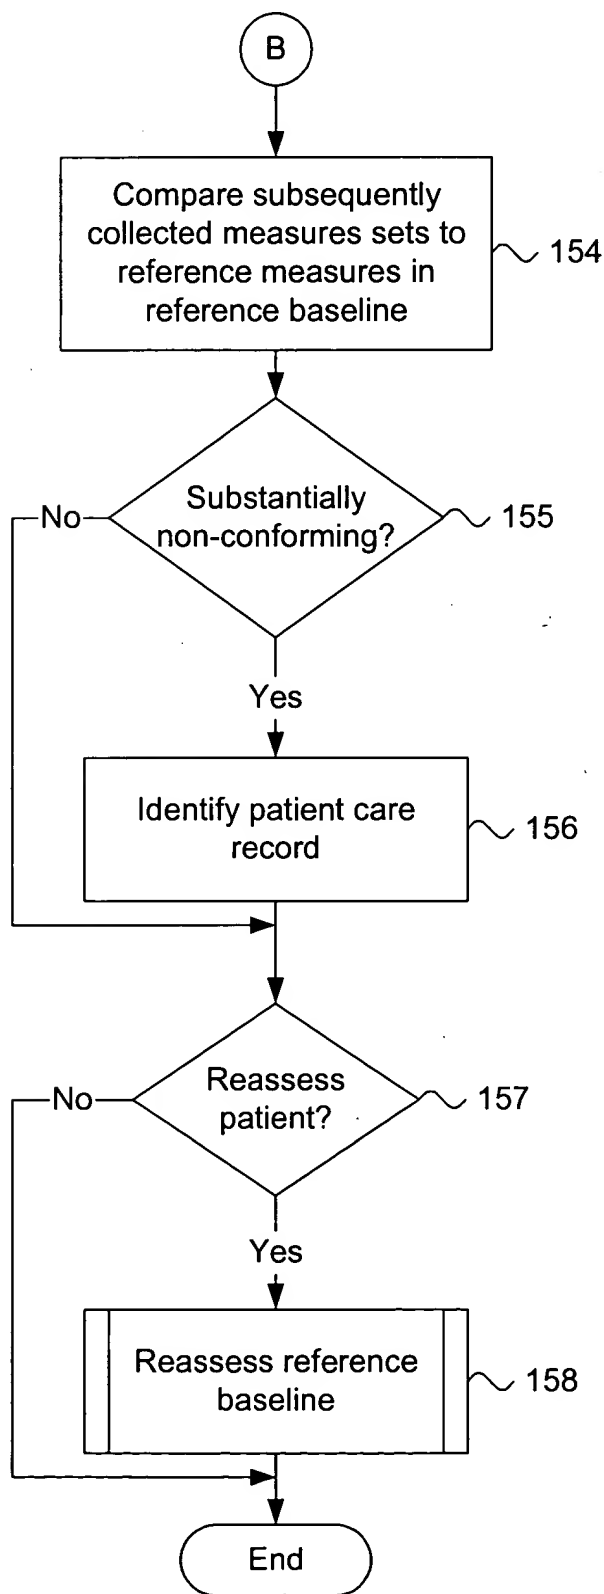 B
Compare subsequently
collected measures sets to
reference measures in
reference baseline
154
Substantially
non-conforming?
155
No
Yes
Identify patient care
record
156
Reassess
patient?
157
No
Yes
Reassess reference
baseline
158
End